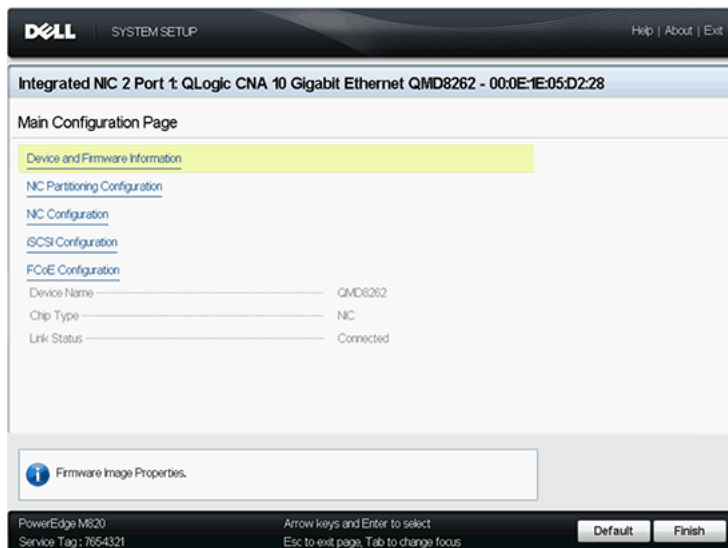 DELL SYSTEM SETUP Help | About | Exit
Integrated NIC 2 Port 1: QLogic CNA 10 Gigabit Ethernet QMD8262 - 00:0E:1E:05:D2:28
Main Configuration Page
Device and Firmware Information
NIC Partitioning Configuration
NIC Configuration
iSCSI Configuration
FCoE Configuration
Device Name QMD8262
Chip Type NIC
Link Status Connected
Firmware Image Properties.
PowerEdge M820 Arrow keys and Enter to select
Service Tag : 7654321 Esc to exit page, Tab to change focus
Default Finish